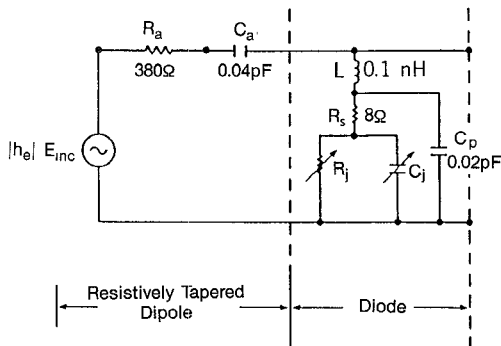 Rₐ
Cₐ
380Ω
0.04pF
L 0.1 nH
Rₛ 8Ω
Cₚ
0.02pF
|hₑ| E_inc
Rⱼ
Cⱼ
Resistively Tapered
Dipole
Diode